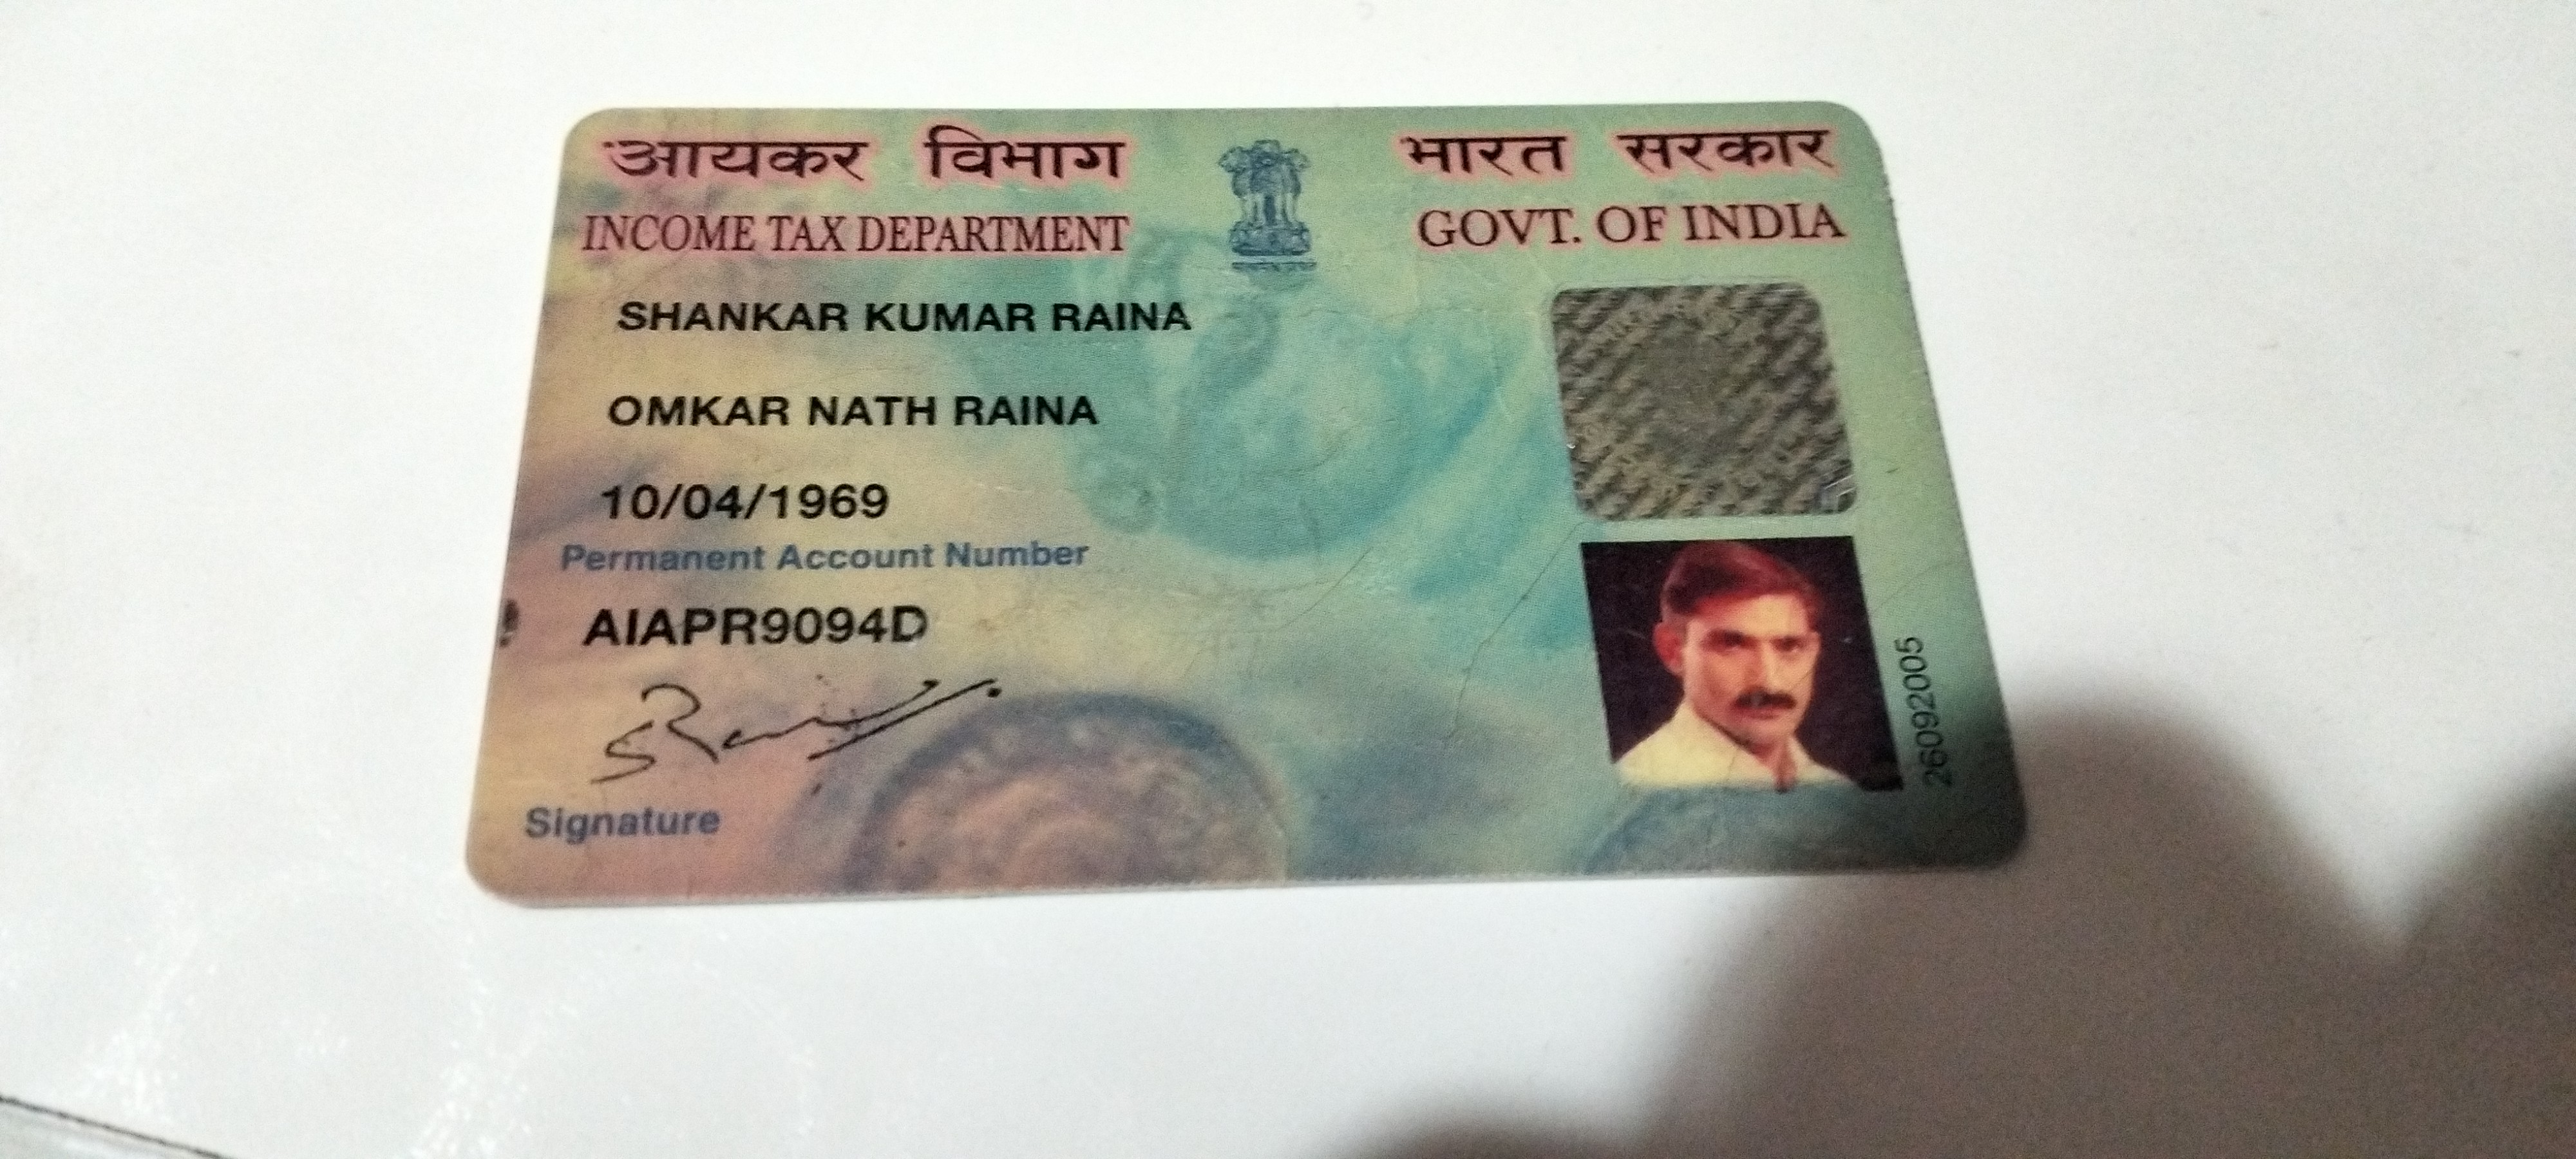 आयकर विभाग
INCOME TAX DEPARTMENT
भारत सरकार
GOVT. OF INDIA
SHANKAR KUMAR RAINA
OMKAR NATH RAINA
10/04/1969
Permanent Account Number
AIAPR9094D
Signature
26092005